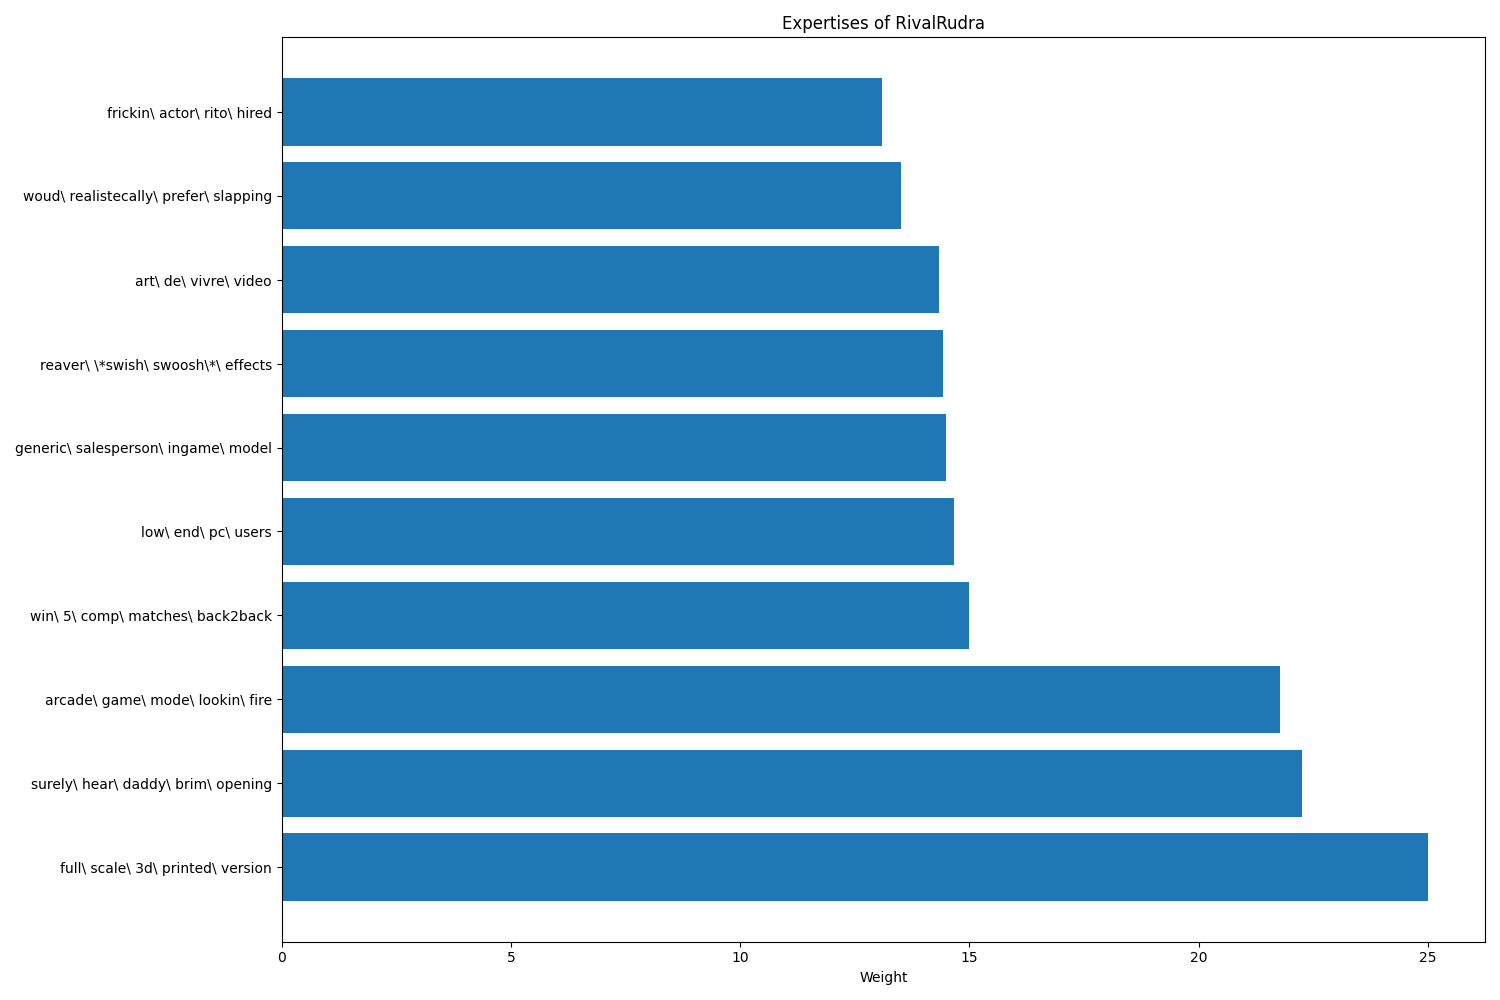 Expertises of RivalRudra
frickin\ actor\ rito\ hired
woud\ realistecally\ prefer\ slapping
art\ de\ vivre\ video
reaver\ \*swish\ swoosh\*\ effects
generic\ salesperson\ ingame\ model
low\ end\ pc\ users
win\ 5\ comp\ matches\ back2back
arcade\ game\ mode\ lookin\ fire
surely\ hear\ daddy\ brim\ opening
full\ scale\ 3d\ printed\ version
0 5 10 15 20 25
Weight